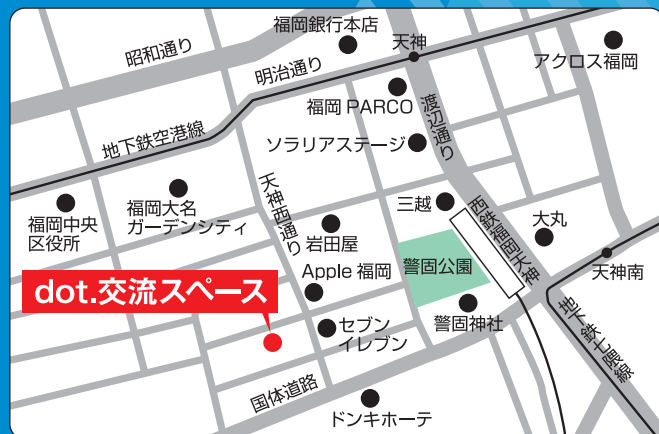 福岡銀行本店
天神
昭和通り
明治通り
アクロス福岡
福岡 PARCO
渡辺通り
地下鉄空港線
ソラリアステージ
天神西通り
三越
西鉄福岡天神
福岡中央
区役所
福岡大名
ガーデンシティ
岩田屋
大丸
Apple 福岡
警固公園
天神南
dot.交流スペース
セブン
イレブン
警固神社
地下鉄七隈線
国体道路
ドンキホーテ